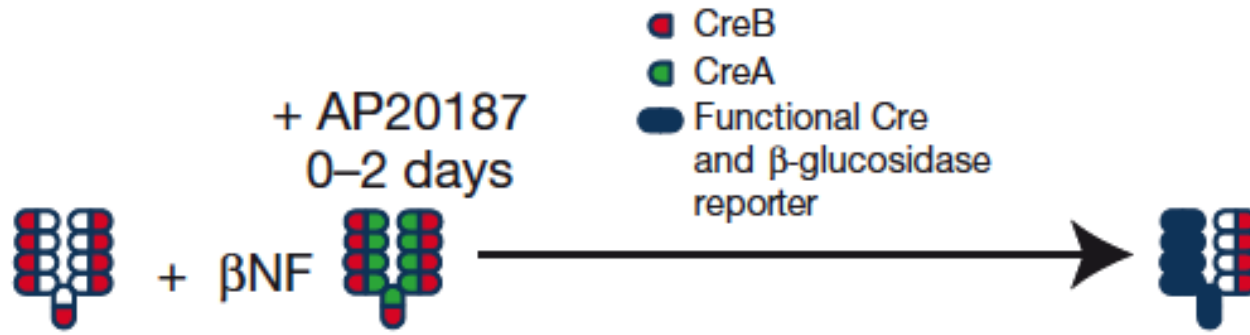 CreB
CreA
Functional Cre
and β-glucosidase
reporter
+ AP20187
0–2 days
+ βNF